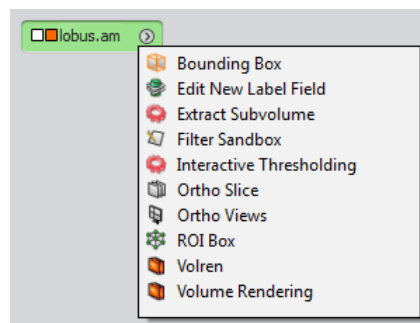 lobus.am
Bounding Box
Edit New Label Field
Extract Subvolume
Filter Sandbox
Interactive Thresholding
Ortho Slice
Ortho Views
ROI Box
Volren
Volume Rendering